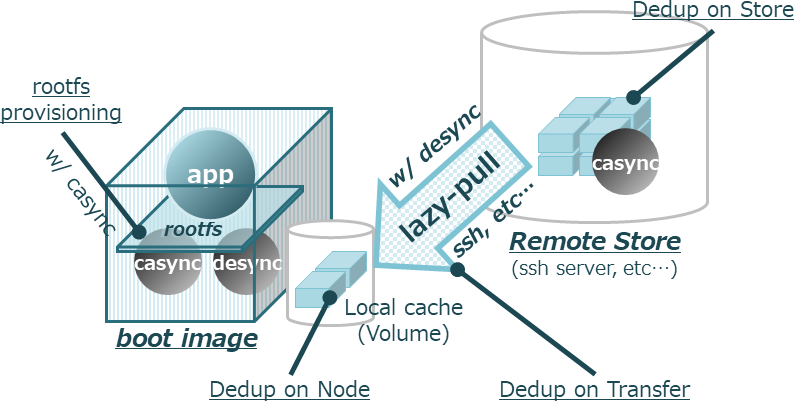 Dedup on Store
rootfs
provisioning
w/ casync
app
rootfs
casync
desync
boot image
w/ desync
lazy-pull
ssh, etc…
casync
Remote Store
(ssh server, etc…)
Local cache
(Volume)
Dedup on Node
Dedup on Transfer